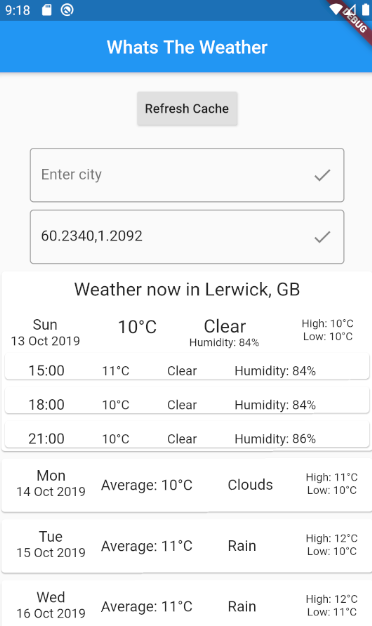 9:18
DEBUG
Whats The Weather
Refresh Cache
Enter city
60.2340,1.2092
Weather now in Lerwick, GB
Sun 10°C Clear High: 10°C
13 Oct 2019 Humidity: 84% Low: 10°C
15:00 11°C Clear Humidity: 84%
18:00 10°C Clear Humidity: 84%
21:00 10°C Clear Humidity: 86%
Mon Average: 10°C Clouds High: 11°C
14 Oct 2019 Low: 10°C
Tue Average: 11°C Rain High: 12°C
15 Oct 2019 Low: 10°C
Wed Average: 11°C Rain High: 12°C
16 Oct 2019 Low: 11°C